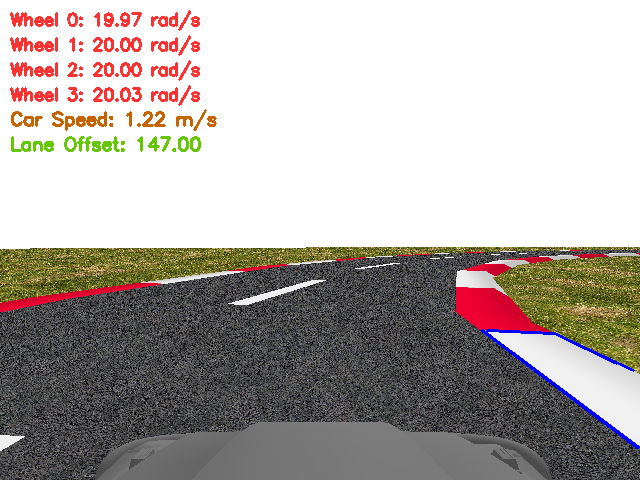 Wheel 0: 19.97 rad/s
Wheel 1: 20.00 rad/s
Wheel 2: 20.00 rad/s
Wheel 3: 20.03 rad/s
Car Speed: 1.22 m/s
Lane Offset: 147.00